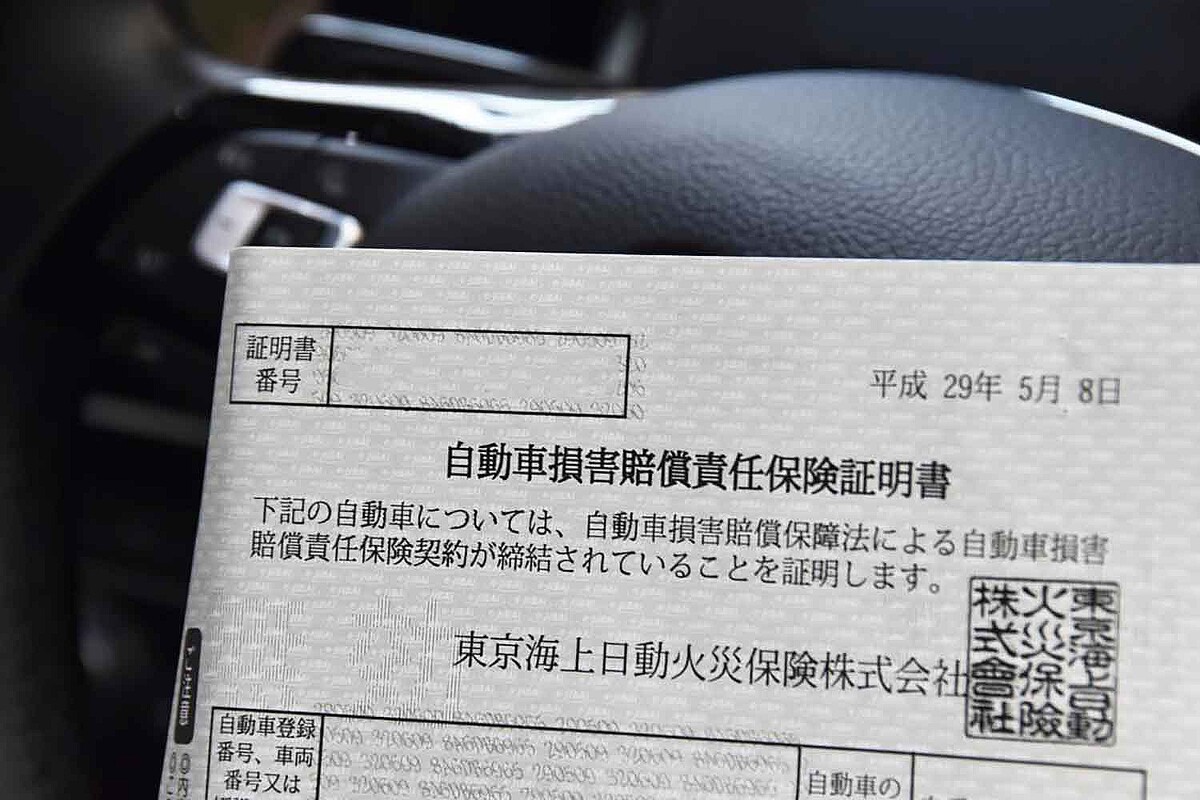 証明書
番号
平成 29年 5月 8日
自動車損害賠償責任保険証明書
下記の自動車については、自動車損害賠償保障法による自動車損害
賠償責任保険契約が締結されていることを証明します。
東京海上日動火災保険株式会社
東京海上日動
火災保険
株式會社
自動車登録
番号、車両
番号又は
自動車の